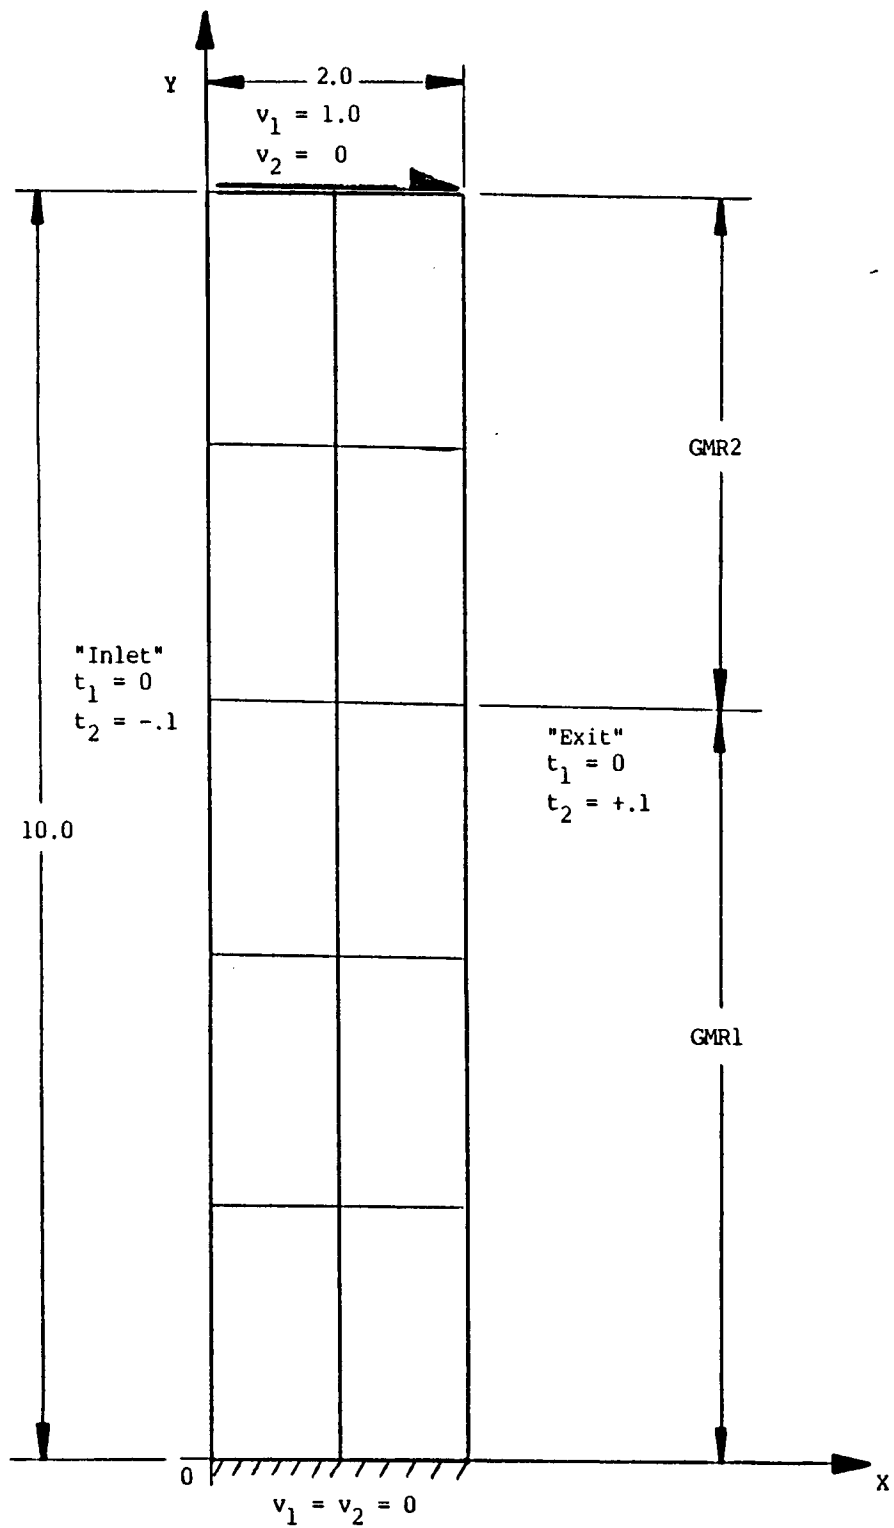 Y
2.0
v1 = 1.0
v2 = 0
GMR2
"Inlet"
t1 = 0
t2 = -.1
"Exit"
t1 = 0
t2 = +.1
10.0
GMR1
0
X
v1 = v2 = 0